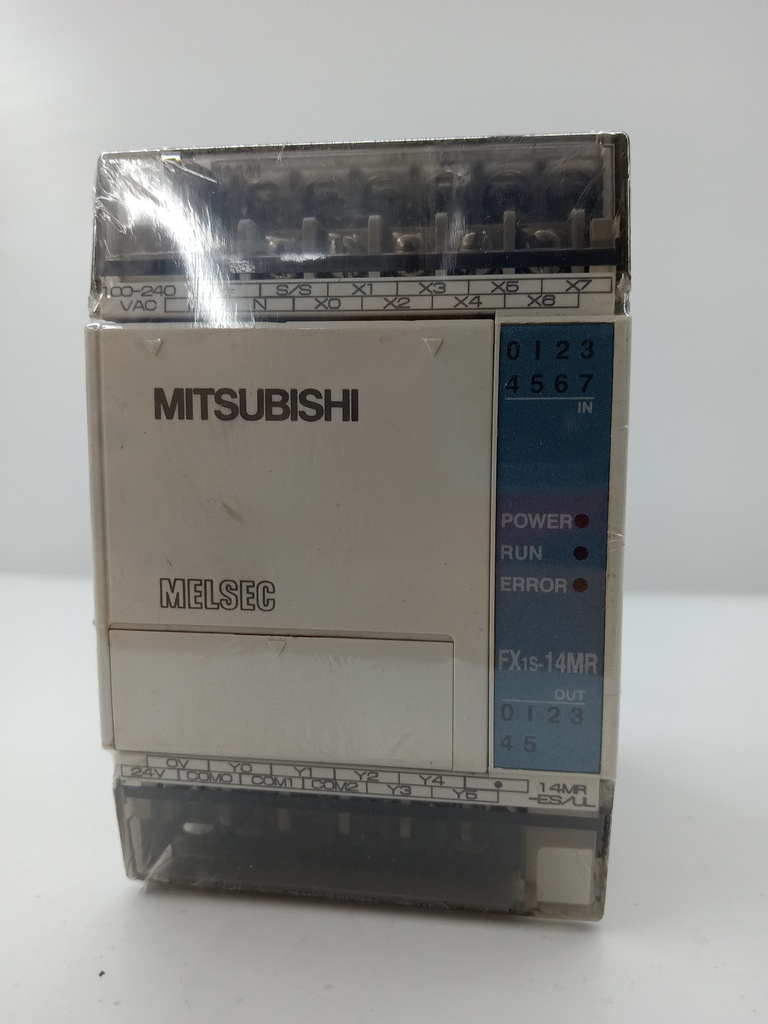 100-240
VAC
S/S X1 X3 X5 X7
N X0 X2 X4 X6
MITSUBISHI
MELSEC
0 1 2 3
4 5 6 7
IN
POWER
RUN
ERROR
FX1S-14MR
OUT
0 1 2 3
4 5
0V Y0 Y1 Y2 Y4 •
24V COM0 COM1 COM2 Y3 Y5
14MR
-ES/UL